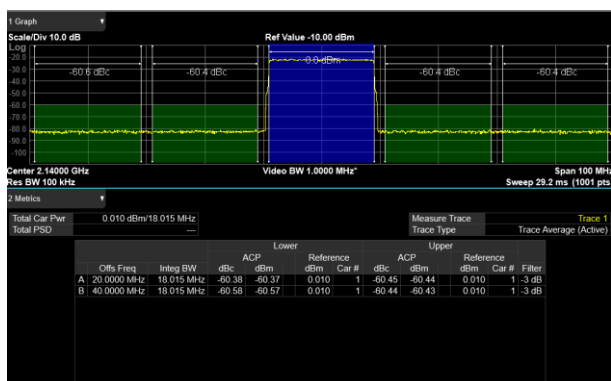 1 Graph
Scale/Div 10.0 dB Ref Value -10.00 dBm
Log
-20.0
-30.0
-40.0
-50.0
-60.0
-70.0
-80.0
-90.0
-100
-60.6 dBc -60.4 dBc 0.0 dBm -60.4 dBc -60.4 dBc
Center 2.14000 GHz Video BW 1.0000 MHz* Span 100 MHz
Res BW 100 kHz Sweep 29.2 ms (1001 pts
2 Metrics
Total Car Pwr 0.010 dBm/18.015 MHz Measure Trace Trace 1
Total PSD --- Trace Type Trace Average (Active)
Lower Upper
ACP Reference ACP Reference
Offs Freq Integ BW dBc dBm dBm Car # dBc dBm dBm Car # Filter
A 20.0000 MHz 18.015 MHz -60.38 -60.37 0.010 1 -60.45 -60.44 0.010 1 -3 dB
B 40.0000 MHz 18.015 MHz -60.58 -60.57 0.010 1 -60.44 -60.43 0.010 1 -3 dB